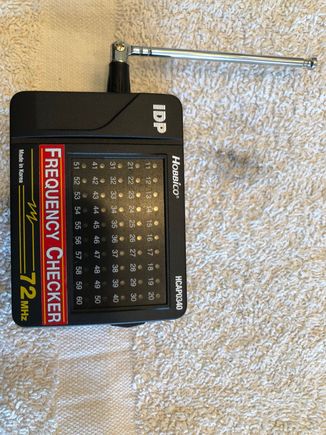 HOBBICO® HCAP0340
IDP
11 12 13 14 15 16 17 18 19 20
21 22 23 24 25 26 27 28 29 30
31 32 33 34 35 36 37 38 39 40
41 42 43 44 45 46 47 48 49 50
51 52 53 54 55 56 57 58 59 60
FREQUENCY CHECKER
Made in Korea 72MHz